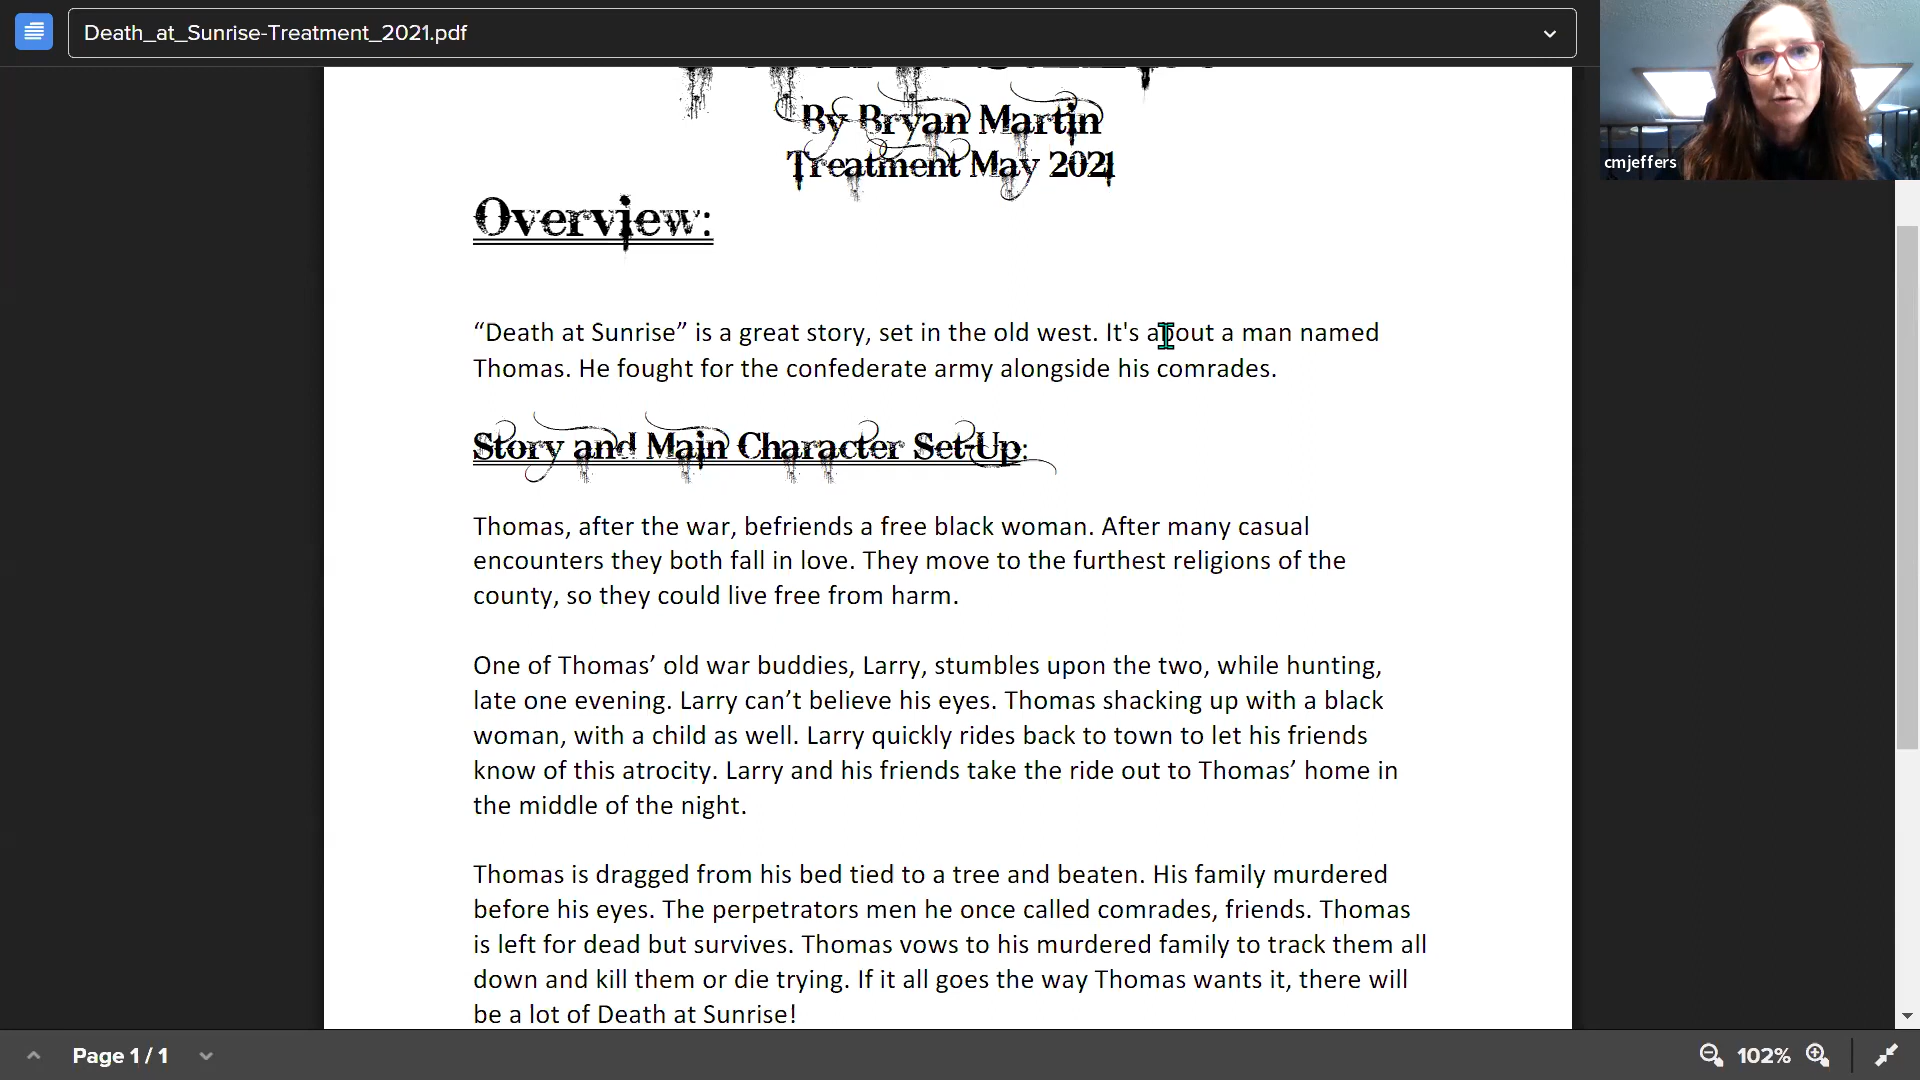 Death_at_Sunrise-Treatment_2021.pdf
cmjeffers
By Bryan Martin
Treatment May 2021
Overview:
“Death at Sunrise” is a great story, set in the old west. It's about a man named
Thomas. He fought for the confederate army alongside his comrades.
Story and Main Character Set-Up:
Thomas, after the war, befriends a free black woman. After many casual
encounters they both fall in love. They move to the furthest religions of the
county, so they could live free from harm.
One of Thomas’ old war buddies, Larry, stumbles upon the two, while hunting,
late one evening. Larry can’t believe his eyes. Thomas shacking up with a black
woman, with a child as well. Larry quickly rides back to town to let his friends
know of this atrocity. Larry and his friends take the ride out to Thomas’ home in
the middle of the night.
Thomas is dragged from his bed tied to a tree and beaten. His family murdered
before his eyes. The perpetrators men he once called comrades, friends. Thomas
is left for dead but survives. Thomas vows to his murdered family to track them all
down and kill them or die trying. If it all goes the way Thomas wants it, there will
be a lot of Death at Sunrise!
Page 1 / 1
102%